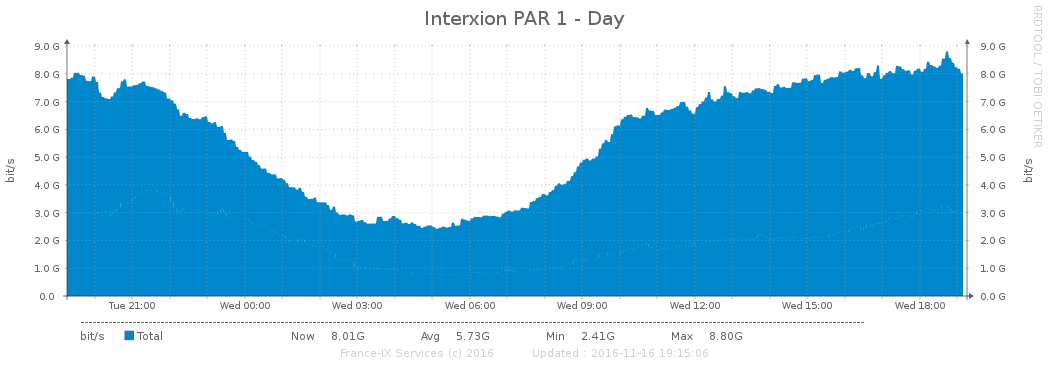 Interxion PAR 1 - Day
RRDTOOL / TOBI OETIKER
9.0 G 9.0 G
8.0 G 8.0 G
7.0 G 7.0 G
6.0 G 6.0 G
5.0 G 5.0 G
4.0 G 4.0 G
3.0 G 3.0 G
2.0 G 2.0 G
1.0 G 1.0 G
0.0 0.0 G
bit/s
bit/s
Tue 21:00 Wed 00:00 Wed 03:00 Wed 06:00 Wed 09:00 Wed 12:00 Wed 15:00 Wed 18:00
bit/s Total Now 8.01G Avg 5.73G Min 2.41G Max 8.80G
France-IX Services (c) 2016 Updated : 2016-11-16 19:15:06